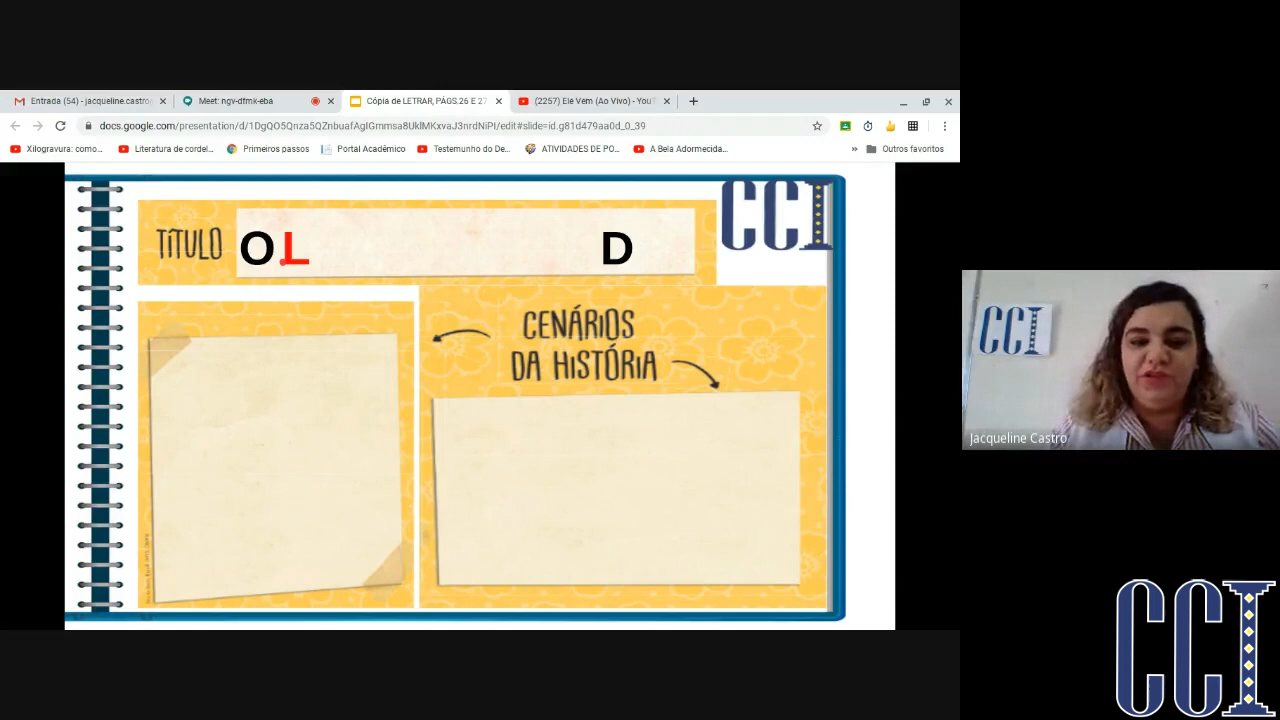 Entrada (54) - jacqueline.castro
Meet: ngv-dfmk-eba
Cópia de LETRAR, PÁGS.26 E 27
(2257) Ele Vem (Ao Vivo) - YouT
docs.google.com/presentation/d/1DgQO5Qnza5QZnbuafAgIGmmsa8UklMKxvaJ3nrdNiPI/edit#slide=id.g81d479aa0d_0_39
Xilogravura: como...
Literatura de cordel...
Primeiros passos
Portal Acadêmico
Testemunho do De...
ATIVIDADES DE PO...
A Bela Adormecida...
»
Outros favoritos
CCI
TÍTULO O L D
CENÁRIOS
DA HISTÓRIA
CCI
Jacqueline Castro
CCI